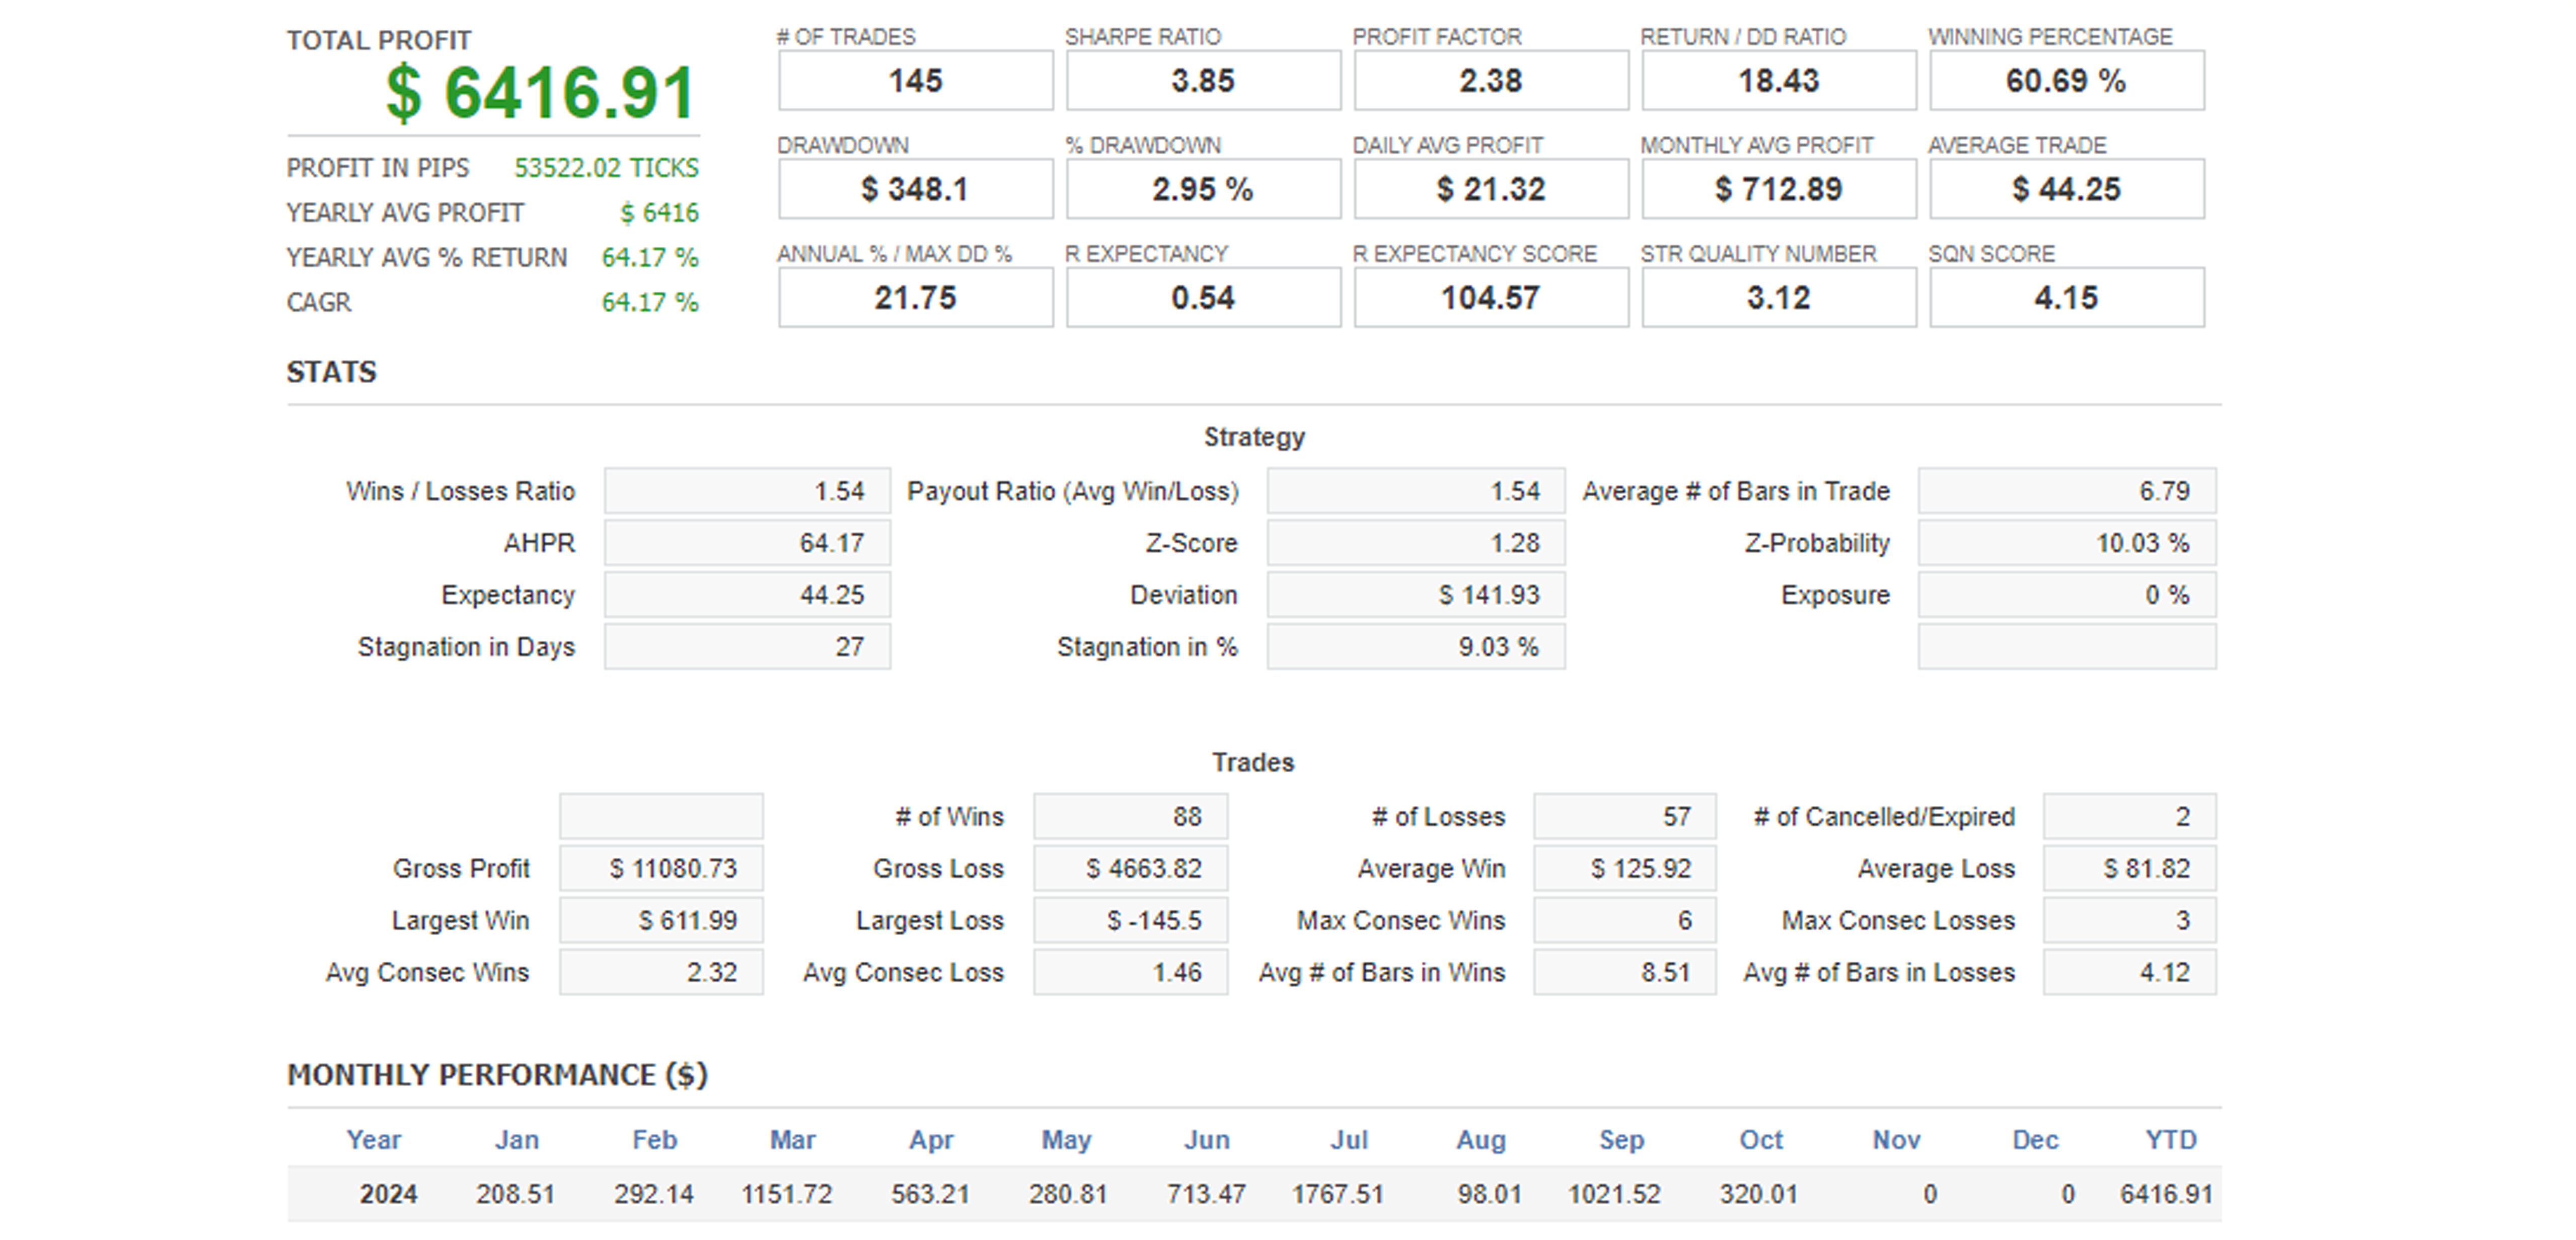 TOTAL PROFIT
$ 6416.91
PROFIT IN PIPS 53522.02 TICKS
YEARLY AVG PROFIT $ 6416
YEARLY AVG % RETURN 64.17 %
CAGR 64.17 %
# OF TRADES SHARPE RATIO PROFIT FACTOR RETURN / DD RATIO WINNING PERCENTAGE
145 3.85 2.38 18.43 60.69 %
DRAWDOWN % DRAWDOWN DAILY AVG PROFIT MONTHLY AVG PROFIT AVERAGE TRADE
$ 348.1 2.95 % $ 21.32 $ 712.89 $ 44.25
ANNUAL % / MAX DD % R EXPECTANCY R EXPECTANCY SCORE STR QUALITY NUMBER SQN SCORE
21.75 0.54 104.57 3.12 4.15
STATS
Strategy
Wins / Losses Ratio 1.54 Payout Ratio (Avg Win/Loss) 1.54 Average # of Bars in Trade 6.79
AHPR 64.17 Z-Score 1.28 Z-Probability 10.03 %
Expectancy 44.25 Deviation $ 141.93 Exposure 0 %
Stagnation in Days 27 Stagnation in % 9.03 %
Trades
# of Wins 88 # of Losses 57 # of Cancelled/Expired 2
Gross Profit $ 11080.73 Gross Loss $ 4663.82 Average Win $ 125.92 Average Loss $ 81.82
Largest Win $ 611.99 Largest Loss $ -145.5 Max Consec Wins 6 Max Consec Losses 3
Avg Consec Wins 2.32 Avg Consec Loss 1.46 Avg # of Bars in Wins 8.51 Avg # of Bars in Losses 4.12
MONTHLY PERFORMANCE ($)
Year Jan Feb Mar Apr May Jun Jul Aug Sep Oct Nov Dec YTD
2024 208.51 292.14 1151.72 563.21 280.81 713.47 1767.51 98.01 1021.52 320.01 0 0 6416.91